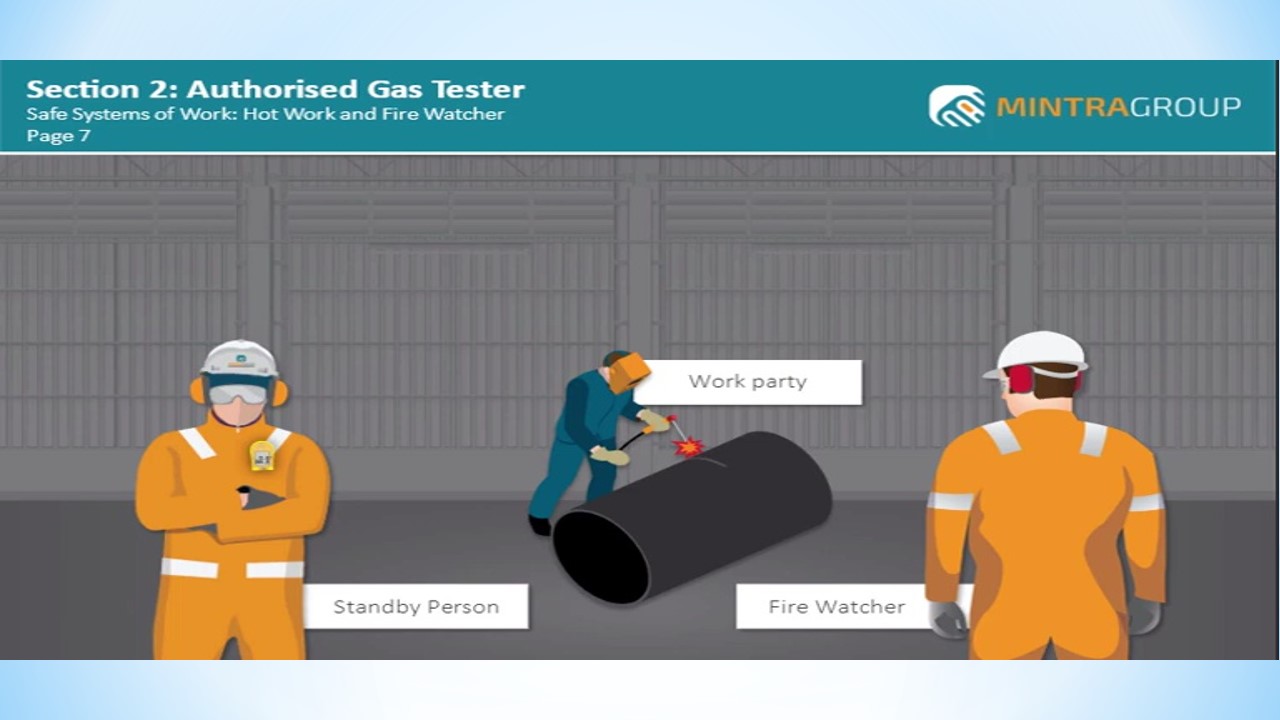 Section 2: Authorised Gas Tester
Safe Systems of Work: Hot Work and Fire Watcher
Page 7
MINTRAGROUP
Work party
Standby Person
Fire Watcher